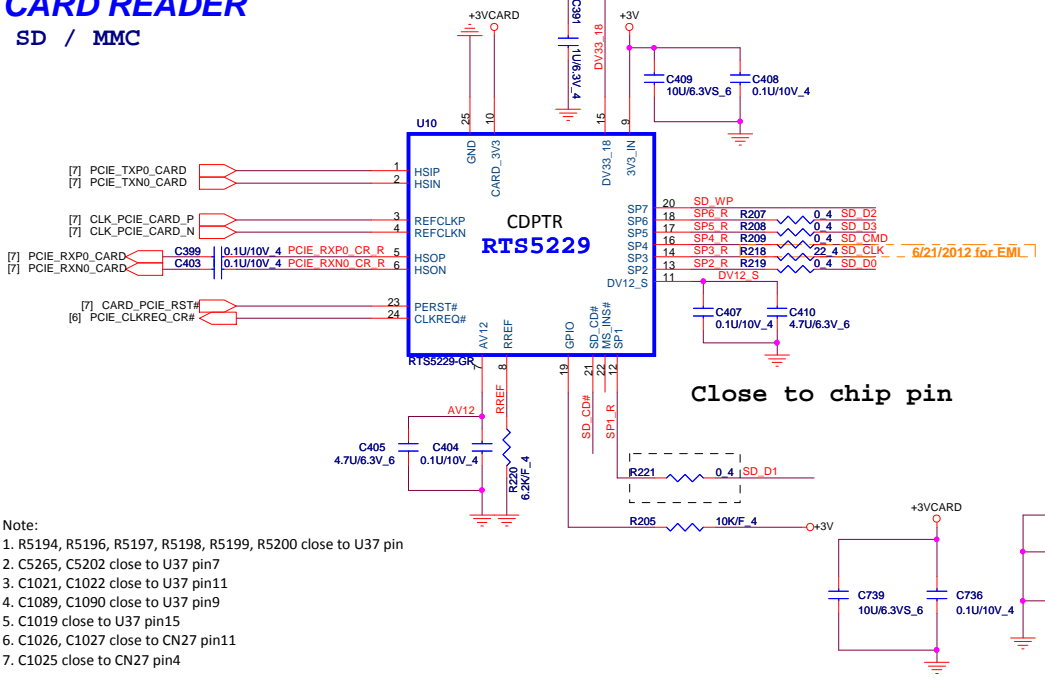 CARD READER
SD / MMC
+3VCARD
C391
1U/6.3V_4
DV33_18
+3V
C409
10U/6.3VS_6
C408
0.1U/10V_4
U10
25
10
15
9
GND
CARD_3V3
DV33_18
3V3_IN
[7] PCIE_TXP0_CARD 1 HSIP
[7] PCIE_TXN0_CARD 2 HSIN
[7] CLK_PCIE_CARD_P 3 REFCLKP
[7] CLK_PCIE_CARD_N 4 REFCLKN
[7] PCIE_RXP0_CARD C399 0.1U/10V_4 PCIE_RXP0_CR_R 5 HSOP
[7] PCIE_RXN0_CARD C403 0.1U/10V_4 PCIE_RXN0_CR_R 6 HSON
[7] CARD_PCIE_RST# 23 PERST#
[6] PCIE_CLKREQ_CR# 24 CLKREQ#
CDPTR
RTS5229
SP7 20 SD_WP
SP6 18 SP6_R R207 0_4 SD_D2
SP5 17 SP5_R R208 0_4 SD_D3
SP4 16 SP4_R R209 0_4 SD_CMD
SP3 14 SP3_R R218 22_4 SD_CLK 6/21/2012 for EMI
SP2 13 SP2_R R219 0_4 SD_D0
DV12_S 11 DV12_S
C407
0.1U/10V_4
C410
4.7U/6.3V_6
AV12
RREF
GPIO
SD_CD#
MS_INS#
SP1
RTS5229-GR
7
8
19
21
22
12
Close to chip pin
AV12
RREF
SD_CD#
SP1_R
C405
4.7U/6.3V_6
C404
0.1U/10V_4
R220
6.2K/F_4
R221 0_4 SD_D1
R205 10K/F_4 +3V
+3VCARD
C739
10U/6.3VS_6
C736
0.1U/10V_4
Note:
1. R5194, R5196, R5197, R5198, R5199, R5200 close to U37 pin
2. C5265, C5202 close to U37 pin7
3. C1021, C1022 close to U37 pin11
4. C1089, C1090 close to U37 pin9
5. C1019 close to U37 pin15
6. C1026, C1027 close to CN27 pin11
7. C1025 close to CN27 pin4